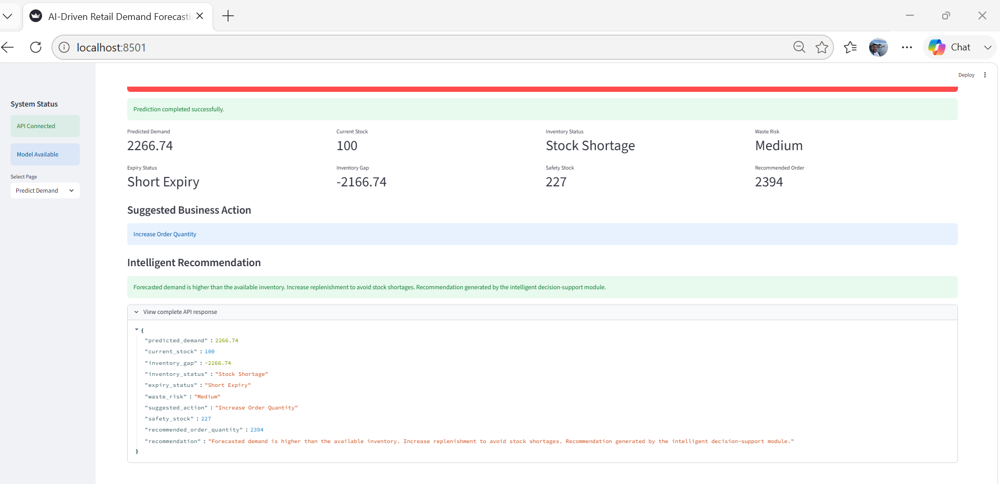 AI-Driven Retail Demand Forecasti
localhost:8501
Chat
Deploy
System Status
API Connected
Model Available
Select Page
Predict Demand
Prediction completed successfully.
Predicted Demand
2266.74
Current Stock
100
Inventory Status
Stock Shortage
Waste Risk
Medium
Expiry Status
Short Expiry
Inventory Gap
-2166.74
Safety Stock
227
Recommended Order
2394
Suggested Business Action
Increase Order Quantity
Intelligent Recommendation
Forecasted demand is higher than the available inventory. Increase replenishment to avoid stock shortages. Recommendation generated by the intelligent decision-support module.
View complete API response
{
"predicted_demand" : 2266.74
"current_stock" : 100
"inventory_gap" : -2166.74
"inventory_status" : "Stock Shortage"
"expiry_status" : "Short Expiry"
"waste_risk" : "Medium"
"suggested_action" : "Increase Order Quantity"
"safety_stock" : 227
"recommended_order_quantity" : 2394
"recommendation" : "Forecasted demand is higher than the available inventory. Increase replenishment to avoid stock shortages. Recommendation generated by the intelligent decision-support module."
}